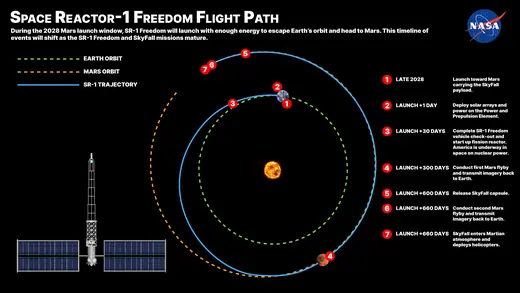 SPACE REACTOR-1 FREEDOM FLIGHT PATH
During the 2028 Mars launch window, SR-1 Freedom will launch with enough energy to escape Earth's orbit and head to Mars. This timeline of
events will shift as the SR-1 Freedom and SkyFall missions mature.
NASA
EARTH ORBIT
MARS ORBIT
SR-1 TRAJECTORY
7
6
5
2
3
1
4
1 LATE 2028 Launch toward Mars
carrying the SkyFall
payload.
2 LAUNCH +1 DAY Deploy solar arrays and
power on the Power and
Propulsion Element.
3 LAUNCH +30 DAYS Complete SR-1 Freedom
vehicle check-out and
start up fission reactor.
America is underway in
space on nuclear power.
4 LAUNCH +300 DAYS Conduct first Mars flyby
and transmit imagery back
to Earth.
5 LAUNCH +600 DAYS Release SkyFall capsule.
6 LAUNCH +660 DAYS Conduct second Mars
flyby and transmit
imagery back to Earth.
7 LAUNCH +660 DAYS SkyFall enters Martian
atmosphere and
deploys helicopters.